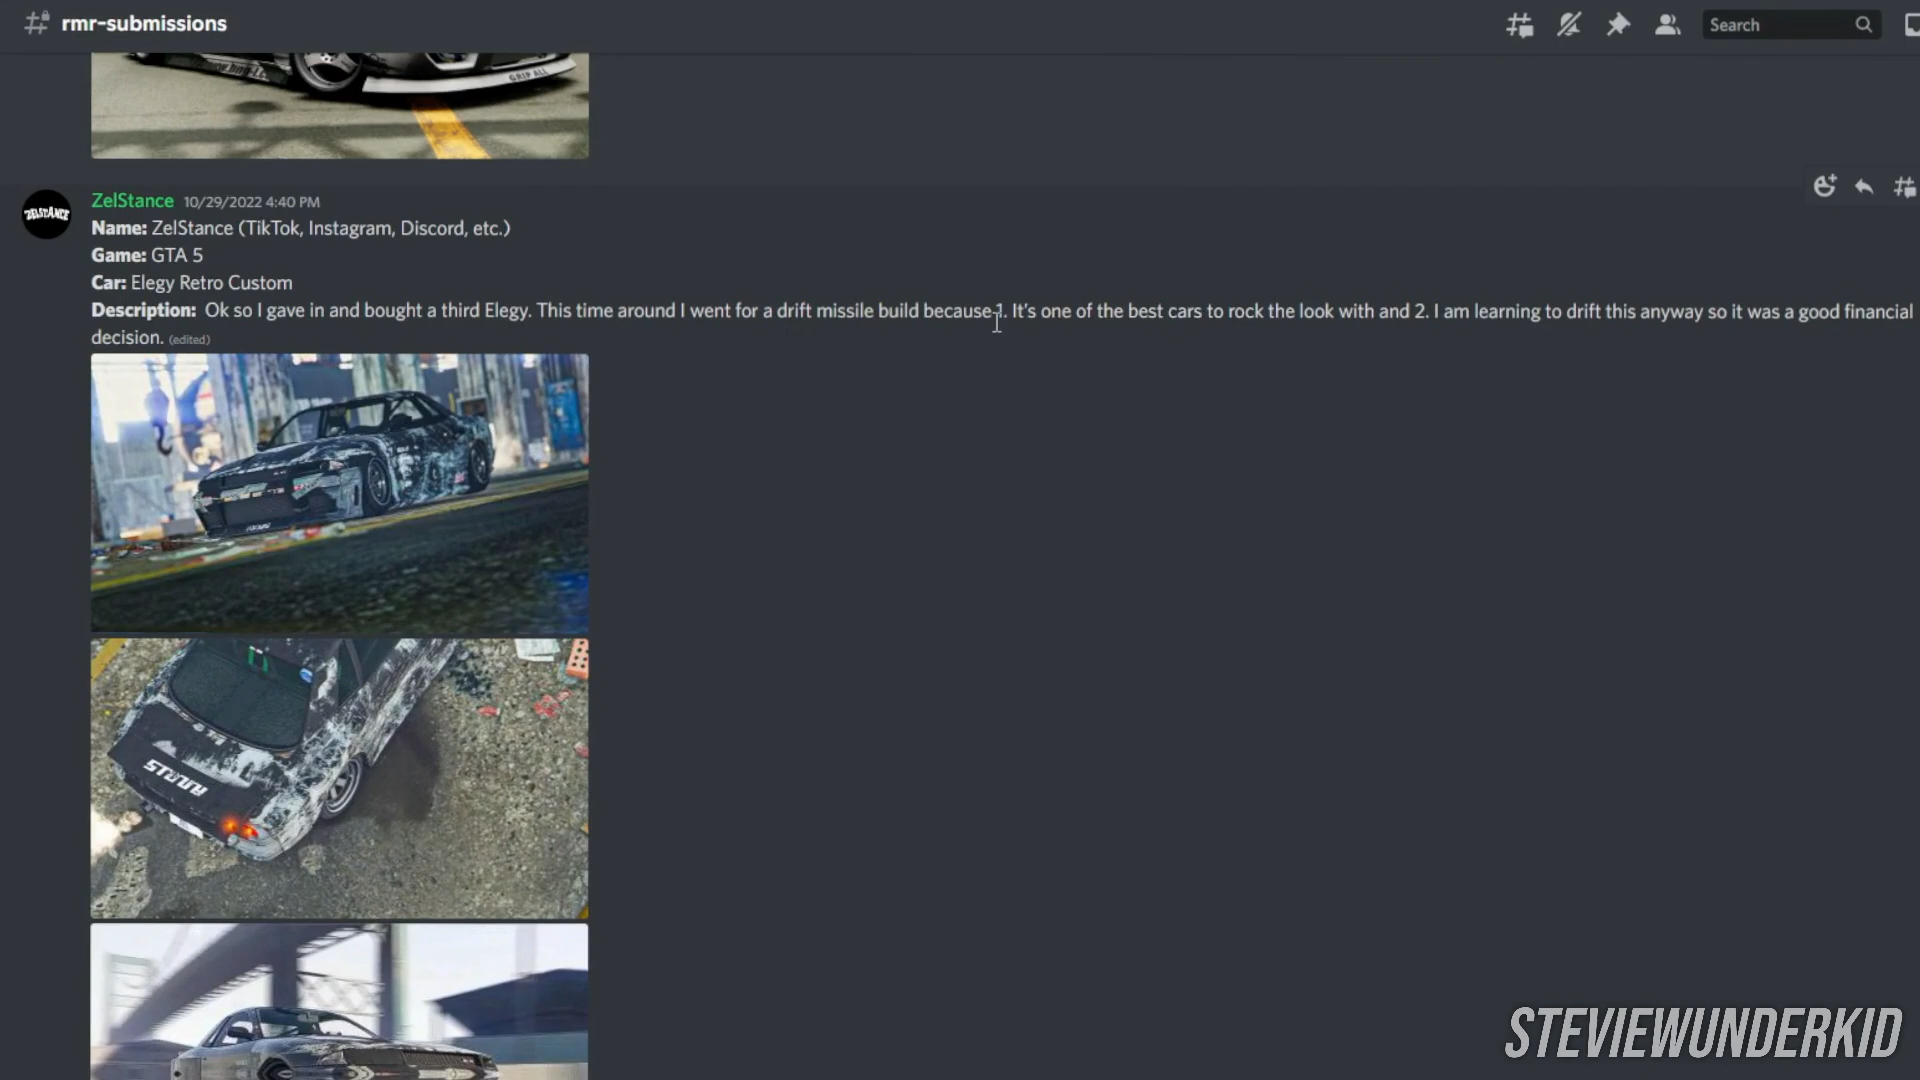 rmr-submissions
Search
GRIP ALL
ZelStance 10/29/2022 4:40 PM
ZELSTANCE
Name: ZelStance (TikTok, Instagram, Discord, etc.)
Game: GTA 5
Car: Elegy Retro Custom
Description: Ok so I gave in and bought a third Elegy. This time around I went for a drift missile build because 1. It's one of the best cars to rock the look with and 2. I am learning to drift this anyway so it was a good financial
decision. (edited)
STEVIEWUNDERKID